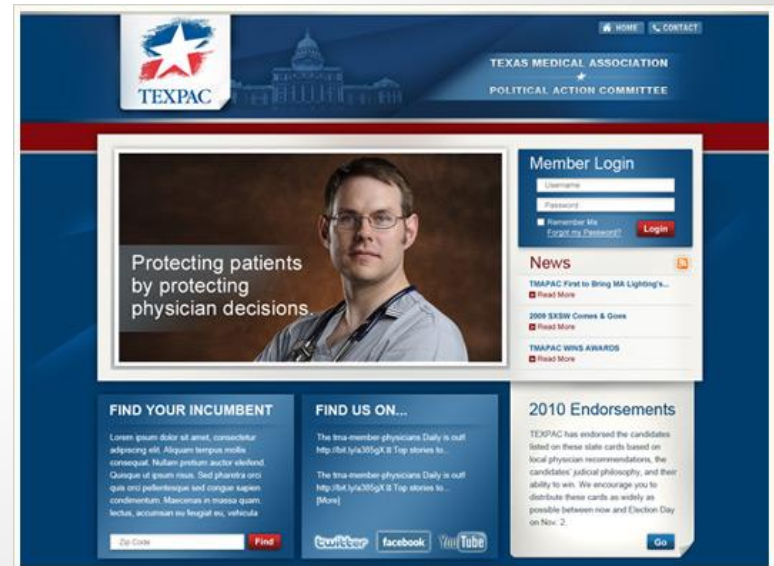 HOME CONTACT
TEXPAC
TEXAS MEDICAL ASSOCIATION
POLITICAL ACTION COMMITTEE
Protecting patients
by protecting
physician decisions.
Member Login
Username
Password
Remember Me
Forgot my Password?
Login
News
TMAPAC First to Bring MA Lighting's...
Read More
2009 SXSW Comes & Goes
Read More
TMAPAC WINS AWARDS
Read More
FIND YOUR INCUMBENT
Lorem ipsum dolor sit amet, consectetur
adipiscing elit. Aliquam tempus mollis
consequat. Nullam pretium auctor eleifend.
Quisque ut ipsum risus. Sed pharetra orci
quis orci pellentesque sed congue sapien
condimentum. Maecenas in massa quam,
lectus, accumsan eu feugiat eu, vehicula
Zip Code
Find
FIND US ON...
The tma-member-physicians Daily is out!
http://bit.ly/a385gX Top stories to...
The tma-member-physicians Daily is out!
http://bit.ly/a385gX Top stories to...
[More]
twitter facebook YouTube
2010 Endorsements
TEXPAC has endorsed the candidates
listed on these slate cards based on
local physician recommendations, the
candidates' judicial philosophy, and their
ability to win. We encourage you to
distribute these cards as widely as
possible between now and Election Day
on Nov. 2.
Go